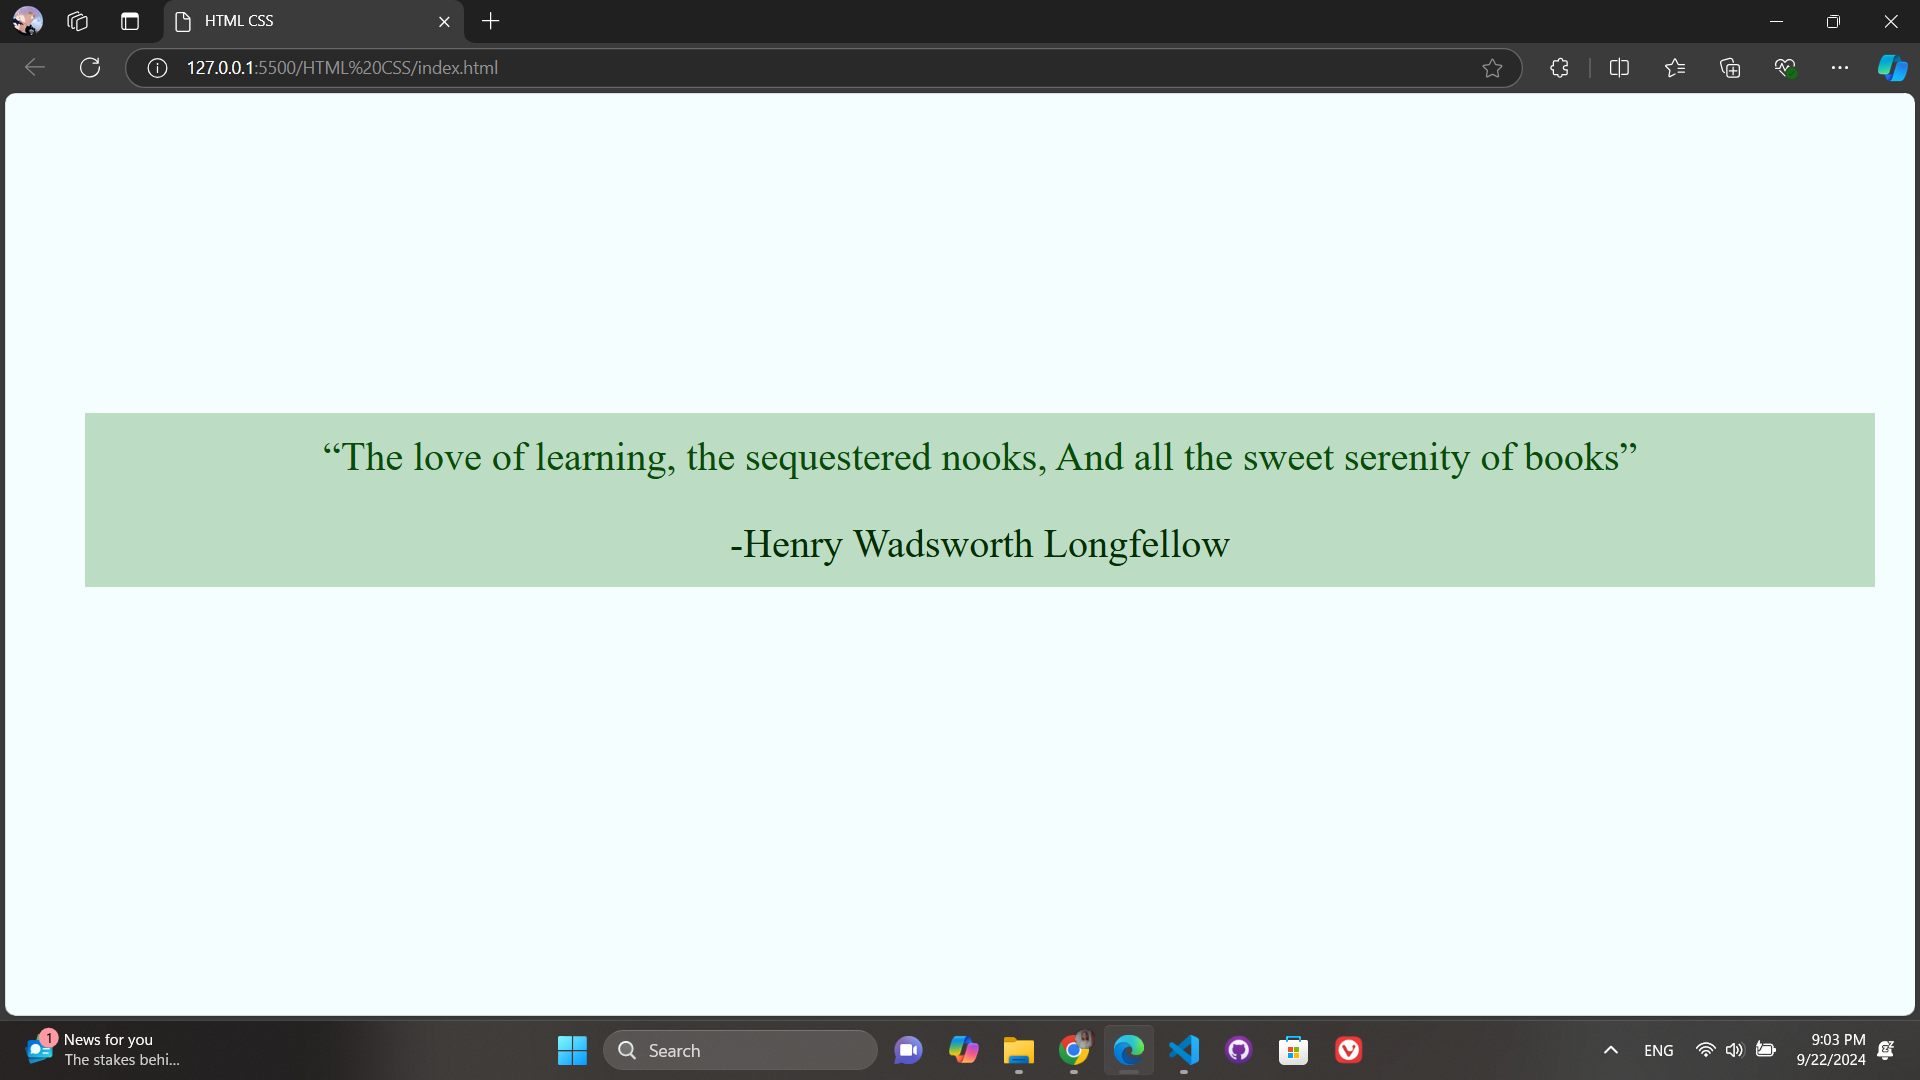 HTML CSS
127.0.0.1:5500/HTML%20CSS/index.html
“The love of learning, the sequestered nooks, And all the sweet serenity of books”
-Henry Wadsworth Longfellow
1
News for you
The stakes behi...
Search
ENG
9:03 PM
9/22/2024